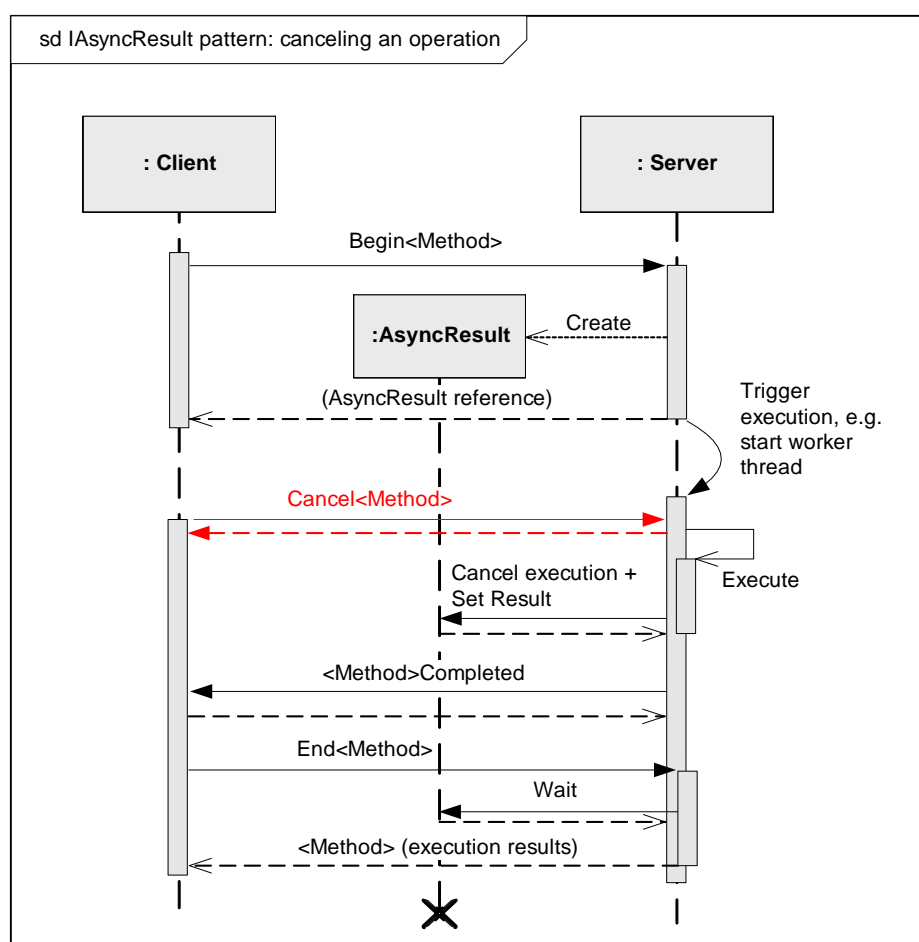 sd IAsyncResult pattern: canceling an operation
: Client
: Server
Begin<Method>
Create
:AsyncResult
(AsyncResult reference)
Trigger
execution, e.g.
start worker
thread
Cancel<Method>
Execute
Cancel execution +
Set Result
<Method>Completed
End<Method>
Wait
<Method> (execution results)